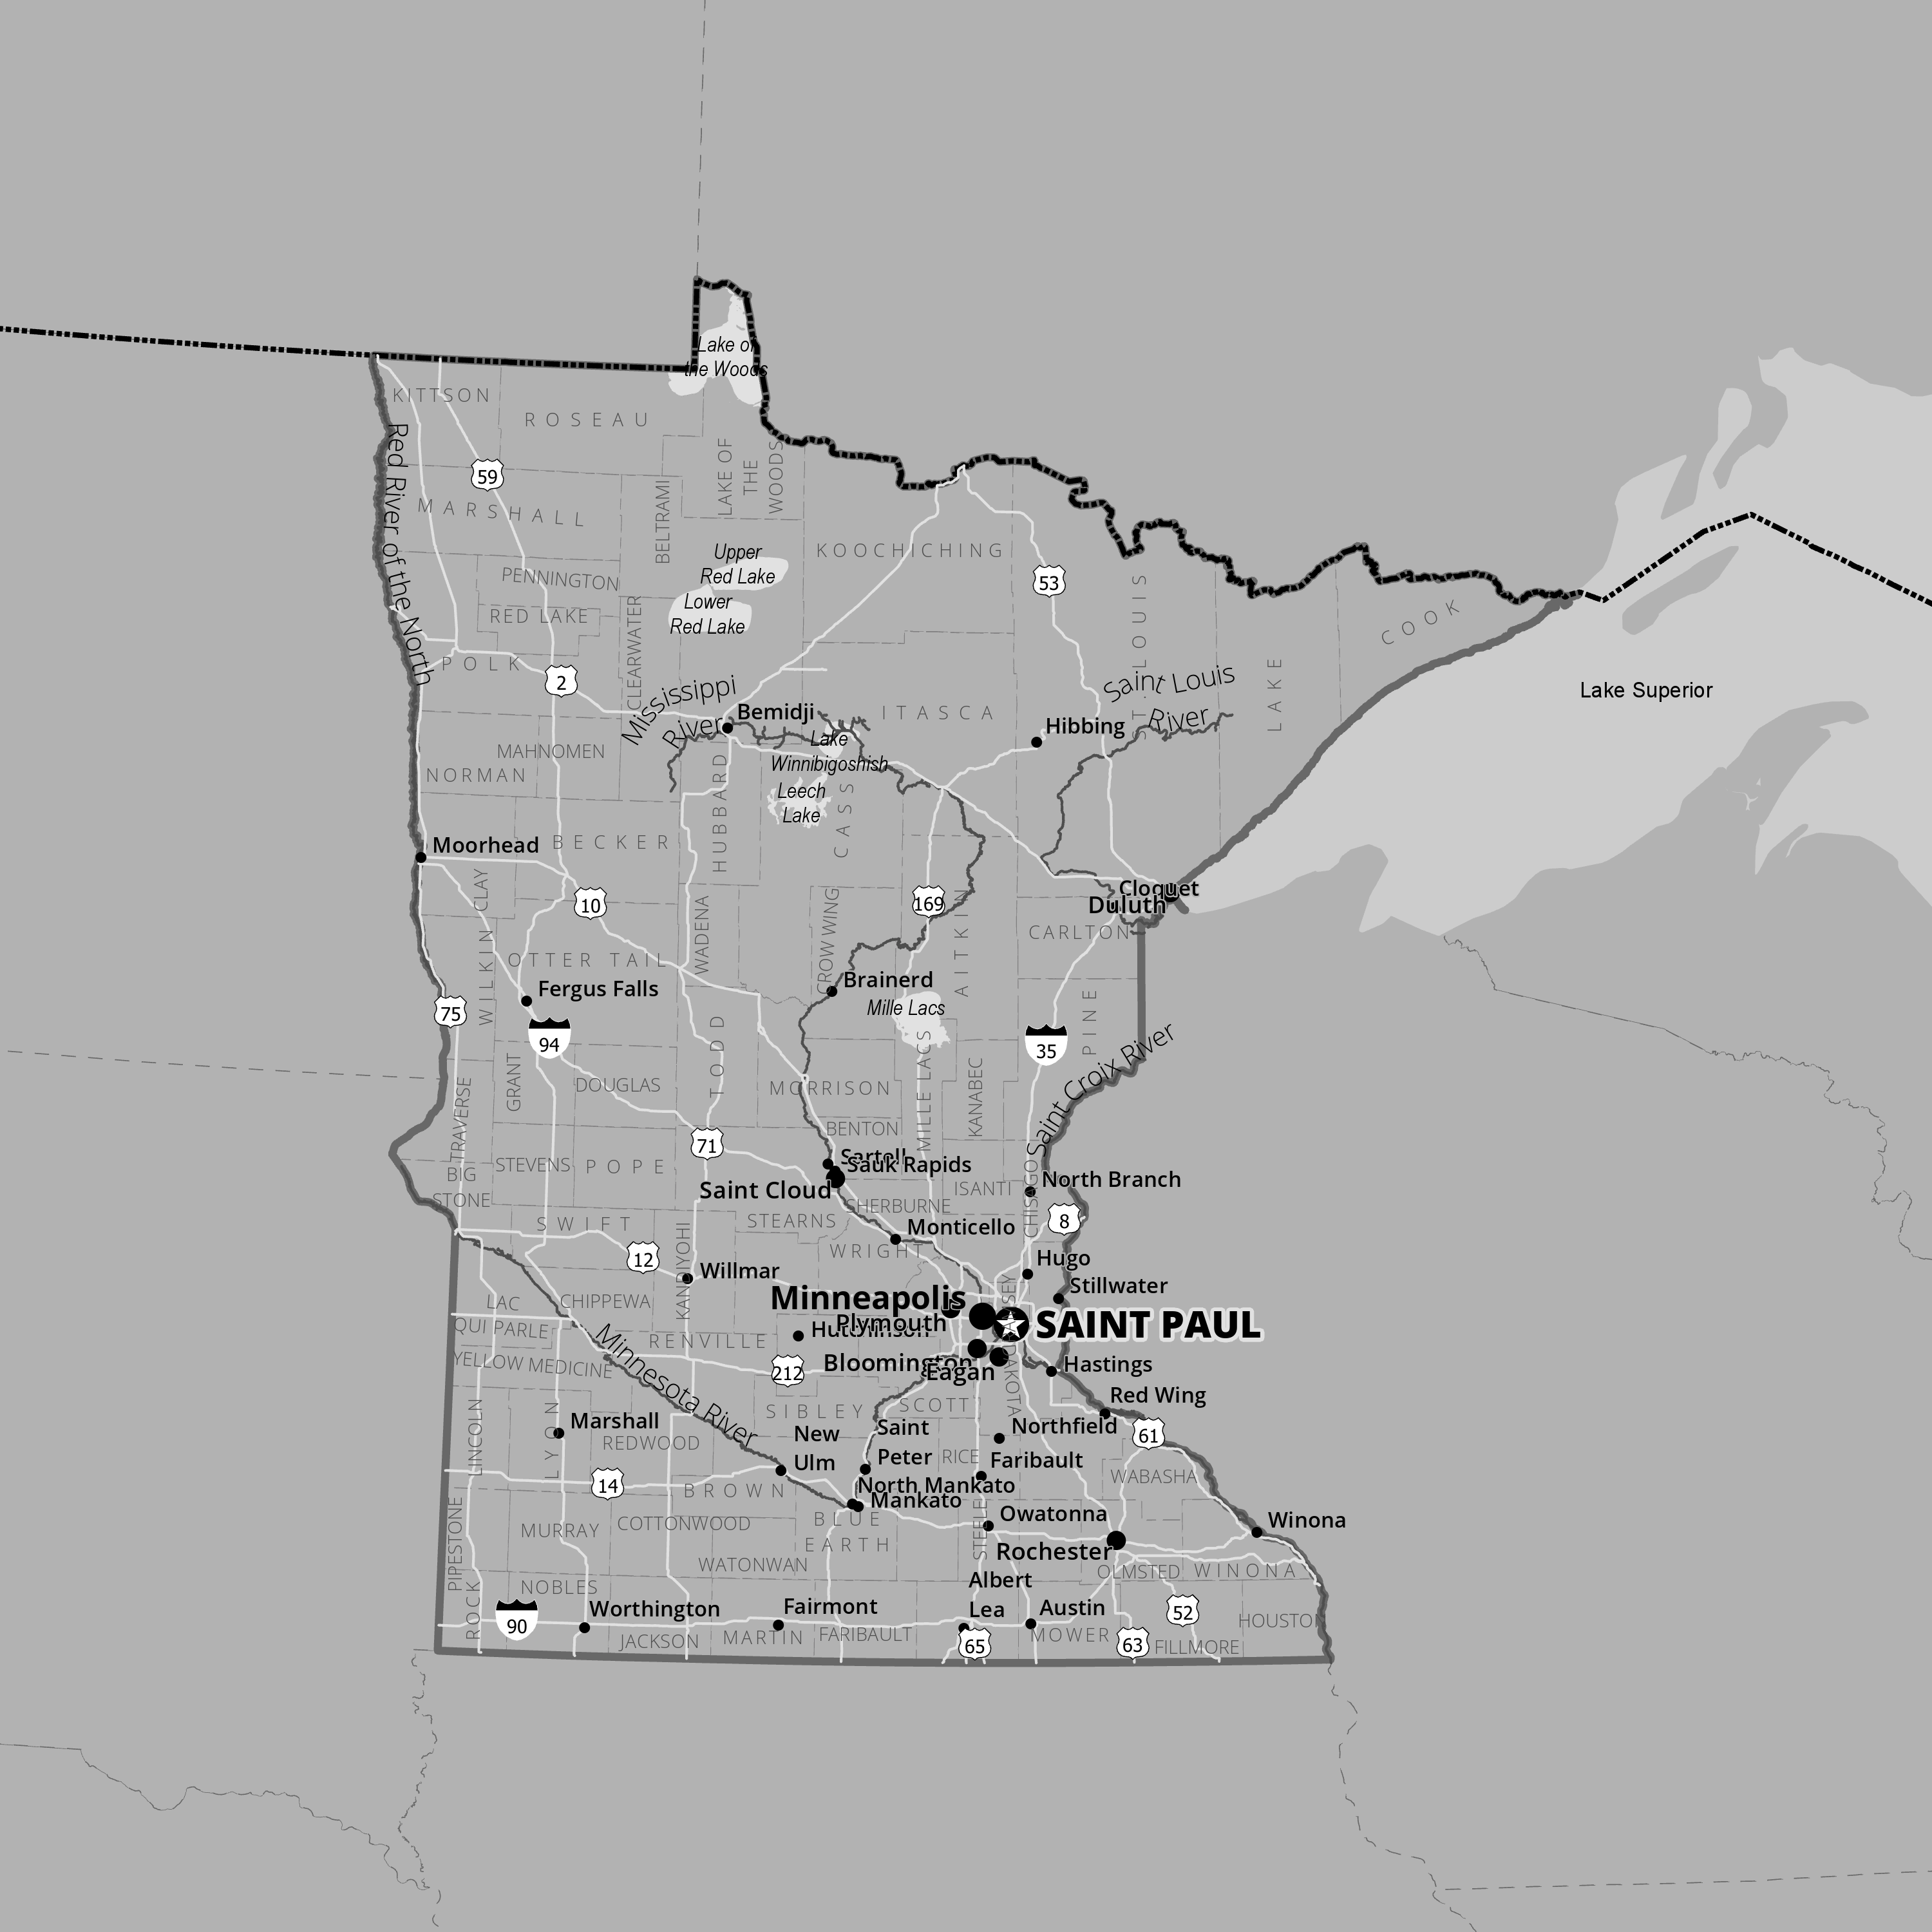 Lake of
the Woods
KITTSON
ROSEAU
Red River of the North
59
LAKE OF
THE
WOODS
MARSHALL
BELTRAMI
KOOCHICHING
Upper
Red Lake
PENNINGTON
53
Lower
Red Lake
RED LAKE
CLEARWATER
ST. LOUIS
COOK
POLK
2
Mississippi
River
Saint Louis
River
LAKE
Lake Superior
Bemidji
ITASCA
Hibbing
Lake
Winnibigoshish
MAHNOMEN
NORMAN
HUBBARD
Leech
Lake
CASS
Moorhead
BECKER
CLAY
10
169
Cloquet
Duluth
WADENA
CROW WING
AITKIN
CARLTON
WILKIN
OTTER TAIL
Brainerd
Fergus Falls
Mille Lacs
75
94
35
PINE
Saint Croix River
GRANT
DOUGLAS
TODD
MORRISON
MILLE LACS
KANABEC
TRAVERSE
BENTON
71
Sartell
Sauk Rapids
BIG
STONE
STEVENS
POPE
North Branch
Saint Cloud
ISANTI
CHISAGO
SHERBURNE
8
SWIFT
STEARNS
Monticello
WRIGHT
12
KANDIYOHI
Hugo
Willmar
Stillwater
LAC
QUI PARLE
CHIPPEWA
Minneapolis
Plymouth
SAINT PAUL
Hutchinson
RENVILLE
Minnesota River
YELLOW MEDICINE
212
Bloomington
Eagan
DAKOTA
Hastings
Red Wing
SIBLEY
SCOTT
LINCOLN
LYON
Marshall
REDWOOD
New
Ulm
Saint
Peter
Northfield
61
RICE
Faribault
WABASHA
14
BROWN
North Mankato
Mankato
PIPESTONE
MURRAY
COTTONWOOD
BLUE
EARTH
STEELE
Owatonna
Winona
Rochester
WATONWAN
OLMSTED
WINONA
Albert
Lea
ROCK
NOBLES
Worthington
Fairmont
Austin
52
HOUSTON
90
JACKSON
MARTIN
FARIBAULT
65
MOWER
63
FILLMORE